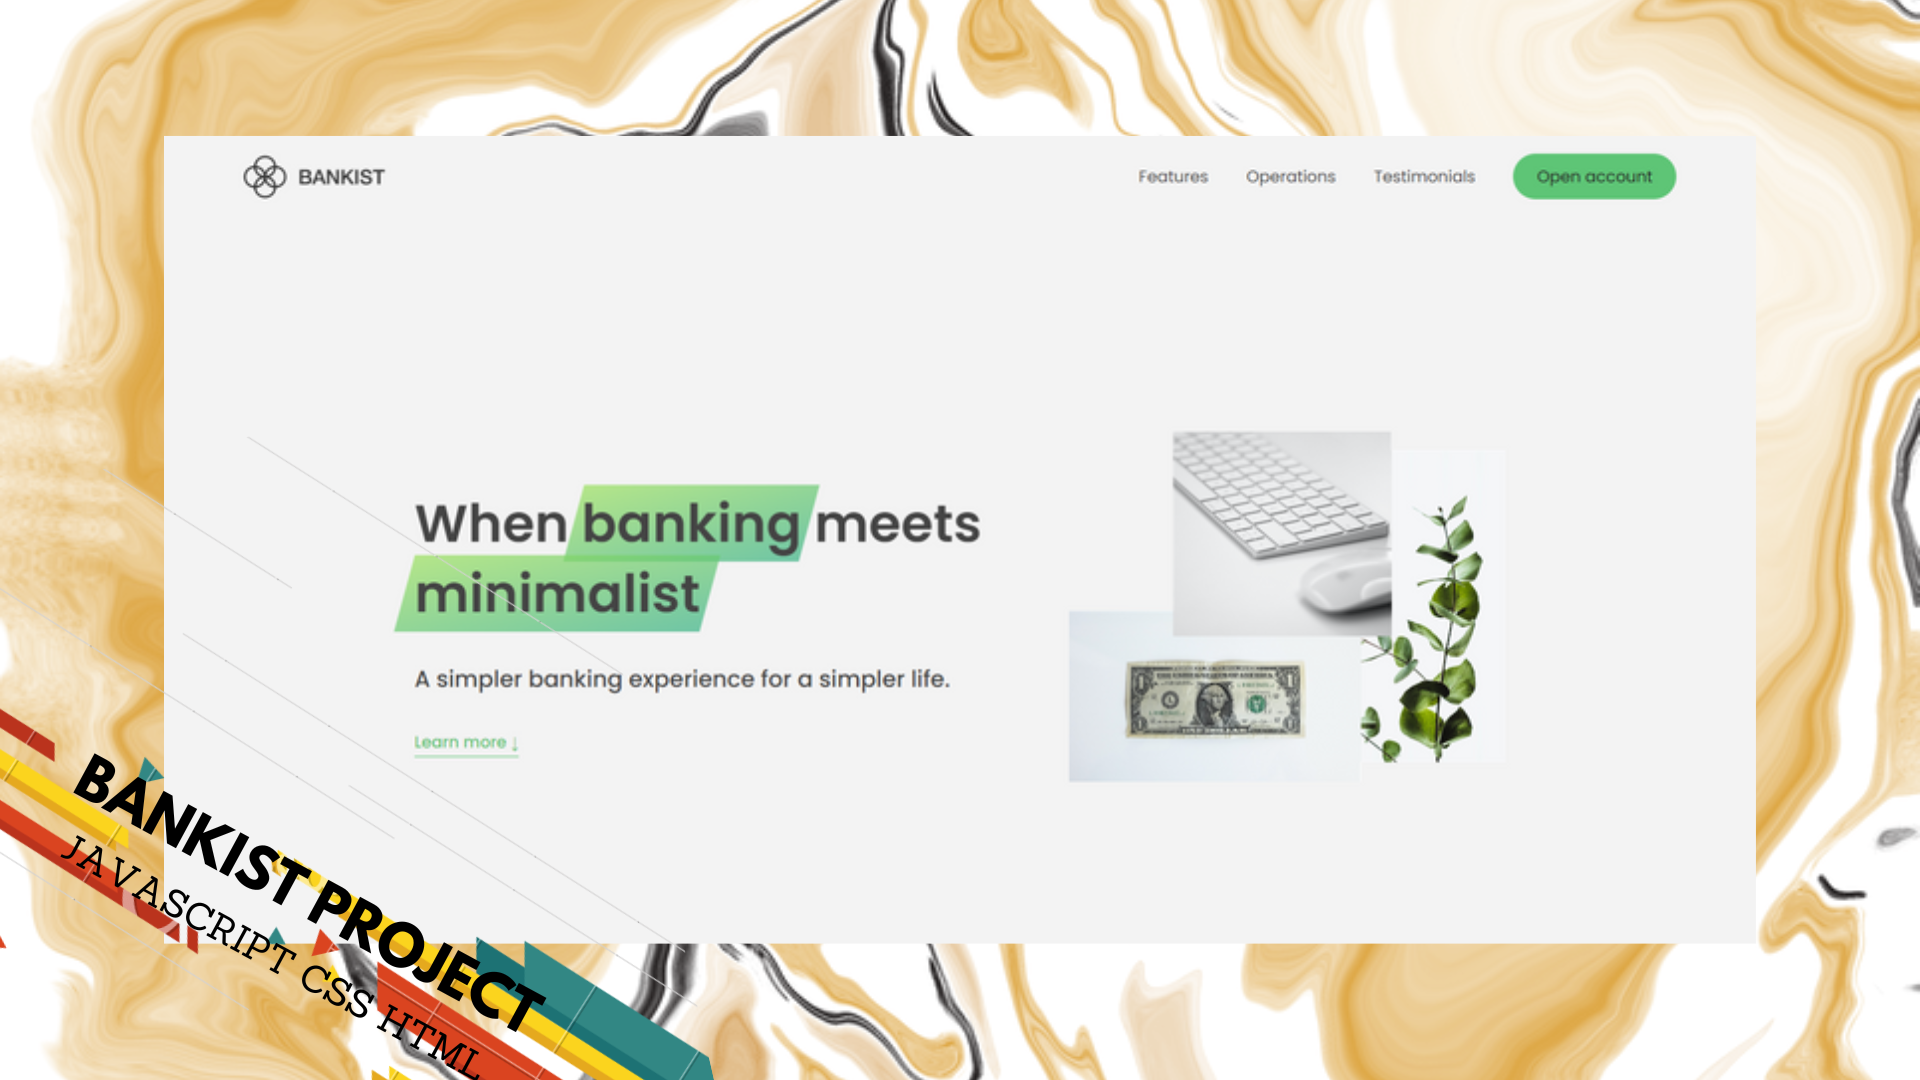 BANKIST
Features
Operations
Testimonials
Open account
When banking meets
minimalist
A simpler banking experience for a simpler life.
Learn more ↓
BANKIST PROJECT
JAVASCRIPT CSS HTML